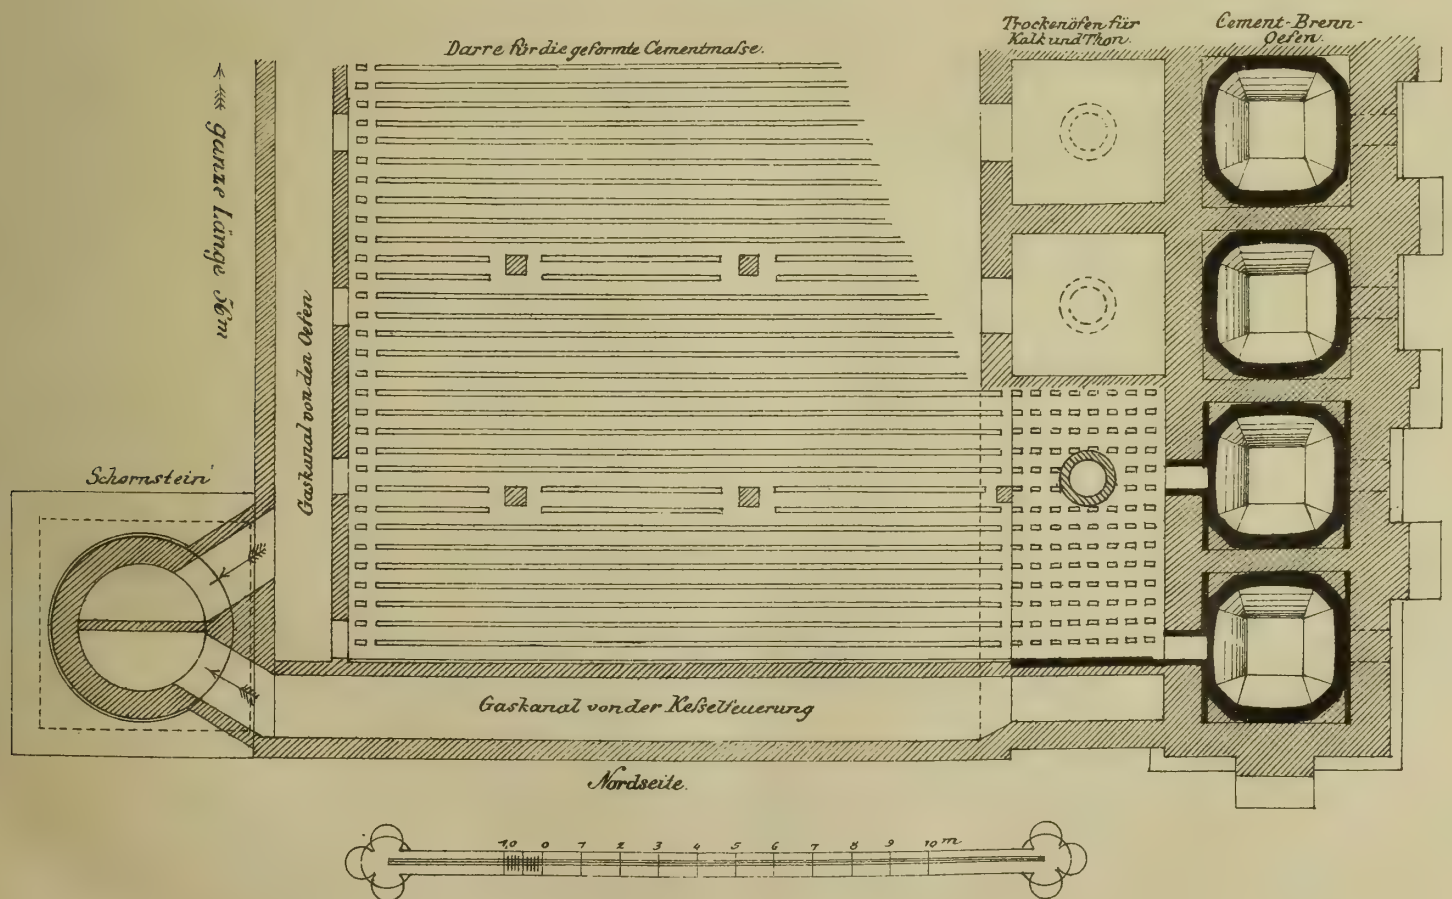 Darre für die geformte Cementmaſse.
Trockenöfen für
Kalk und Thon.
Cement-Brenn-
Oefen.
ganze Länge 56m
Gaskanal von den Oefen
Schornstein
Gaskanal von der Keſselfeuerung
Nordseite.
1,0 0 1 2 3 4 5 6 7 8 9 10 m